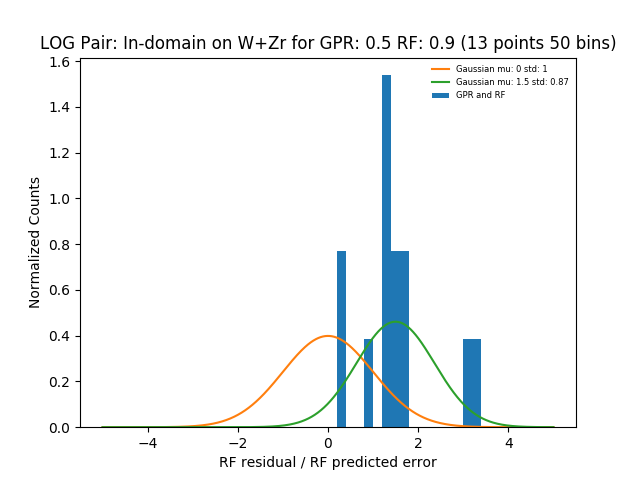 LOG Pair: In-domain on W+Zr for GPR: 0.5 RF: 0.9 (13 points 50 bins)
Gaussian mu: 0 std: 1
Gaussian mu: 1.5 std: 0.87
GPR and RF
Normalized Counts
1.6
1.4
1.2
1.0
0.8
0.6
0.4
0.2
0.0
−4 −2 0 2 4
RF residual / RF predicted error